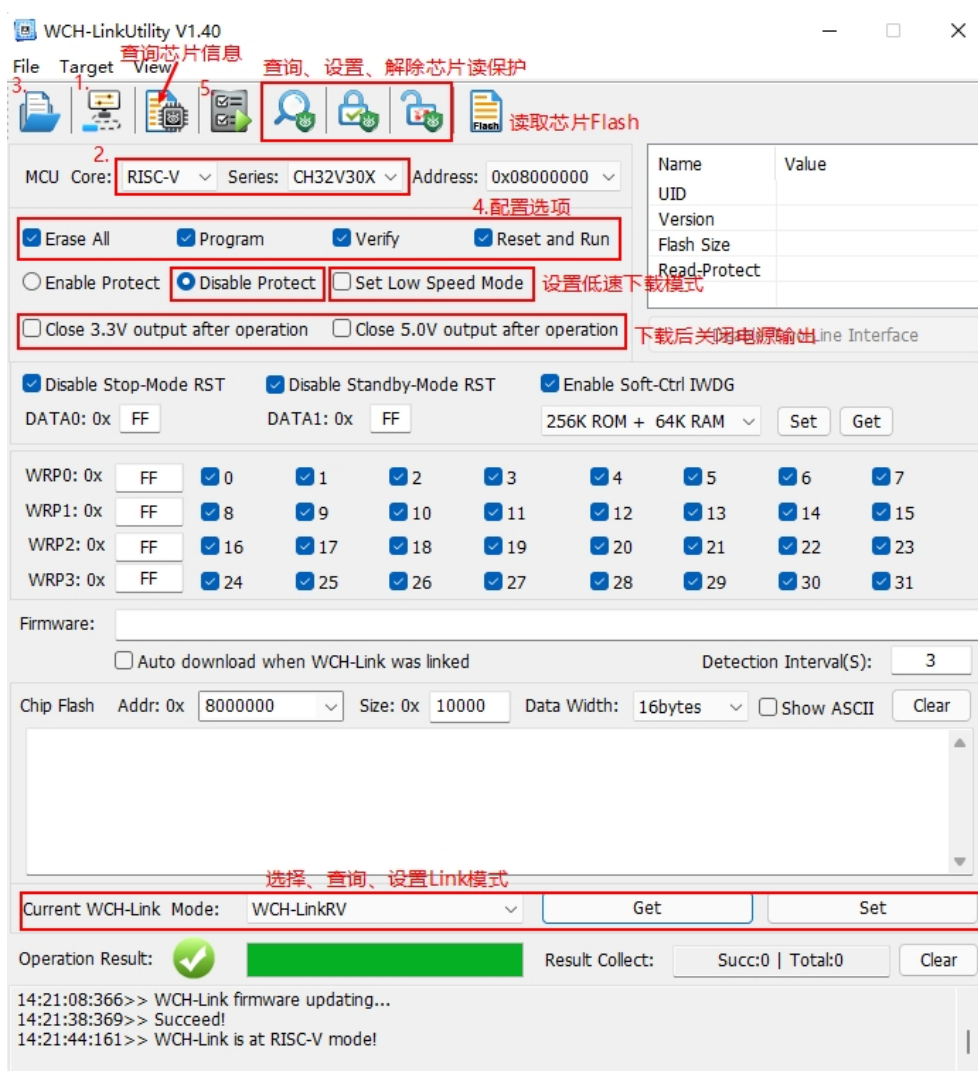 WCH-LinkUtility V1.40
查询芯片信息
File Target View
查询、设置、解除芯片读保护
3. 1. 5.
Flash
读取芯片Flash
2.
MCU Core: RISC-V Series: CH32V30X Address: 0x08000000
Name Value
UID
Version
Flash Size
Read-Protect
4.配置选项
Erase All Program Verify Reset and Run
Enable Protect Disable Protect Set Low Speed Mode 设置低速下载模式
Close 3.3V output after operation Close 5.0V output after operation 下载后关闭电源输出
Line Interface
Disable Stop-Mode RST Disable Standby-Mode RST Enable Soft-Ctrl IWDG
DATA0: 0x FF DATA1: 0x FF 256K ROM + 64K RAM Set Get
WRP0: 0x FF 0 1 2 3 4 5 6 7
WRP1: 0x FF 8 9 10 11 12 13 14 15
WRP2: 0x FF 16 17 18 19 20 21 22 23
WRP3: 0x FF 24 25 26 27 28 29 30 31
Firmware:
Auto download when WCH-Link was linked Detection Interval(S): 3
Chip Flash Addr: 0x 8000000 Size: 0x 10000 Data Width: 16bytes Show ASCII Clear
选择、查询、设置Link模式
Current WCH-Link Mode: WCH-LinkRV Get Set
Operation Result: Result Collect: Succ:0 | Total:0 Clear
14:21:08:366>> WCH-Link firmware updating...
14:21:38:369>> Succeed!
14:21:44:161>> WCH-Link is at RISC-V mode!